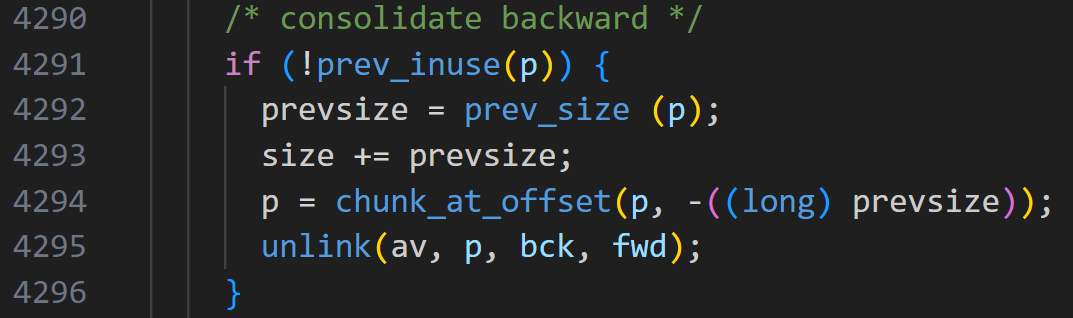 4290 /* consolidate backward */
4291 if (!prev_inuse(p)) {
4292 prevsize = prev_size (p);
4293 size += prevsize;
4294 p = chunk_at_offset(p, -((long) prevsize));
4295 unlink(av, p, bck, fwd);
4296 }